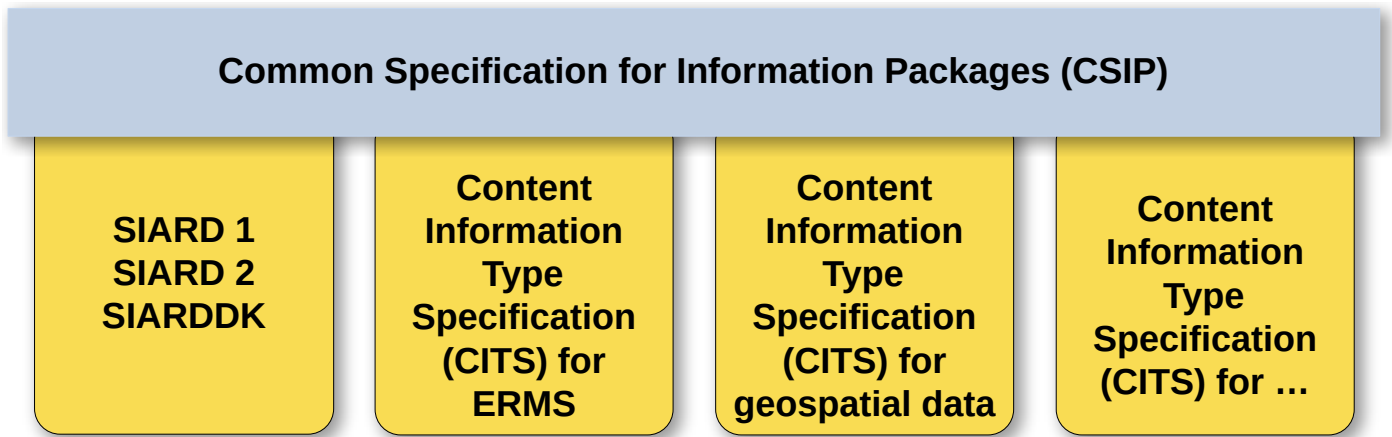 Common Specification for Information Packages (CSIP)
SIARD 1
SIARD 2
SIARDDK
Content
Information
Type
Specification
(CITS) for
ERMS
Content
Information
Type
Specification
(CITS) for
geospatial data
Content
Information
Type
Specification
(CITS) for …